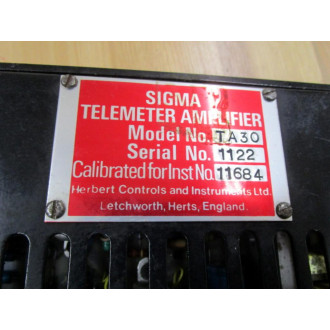 SIGMA
TELEMETER AMPLIFIER
Model No. TA30
Serial No. 1122
Calibrated for Inst No. 11684
Herbert Controls and Instruments Ltd.
Letchworth, Herts, England.